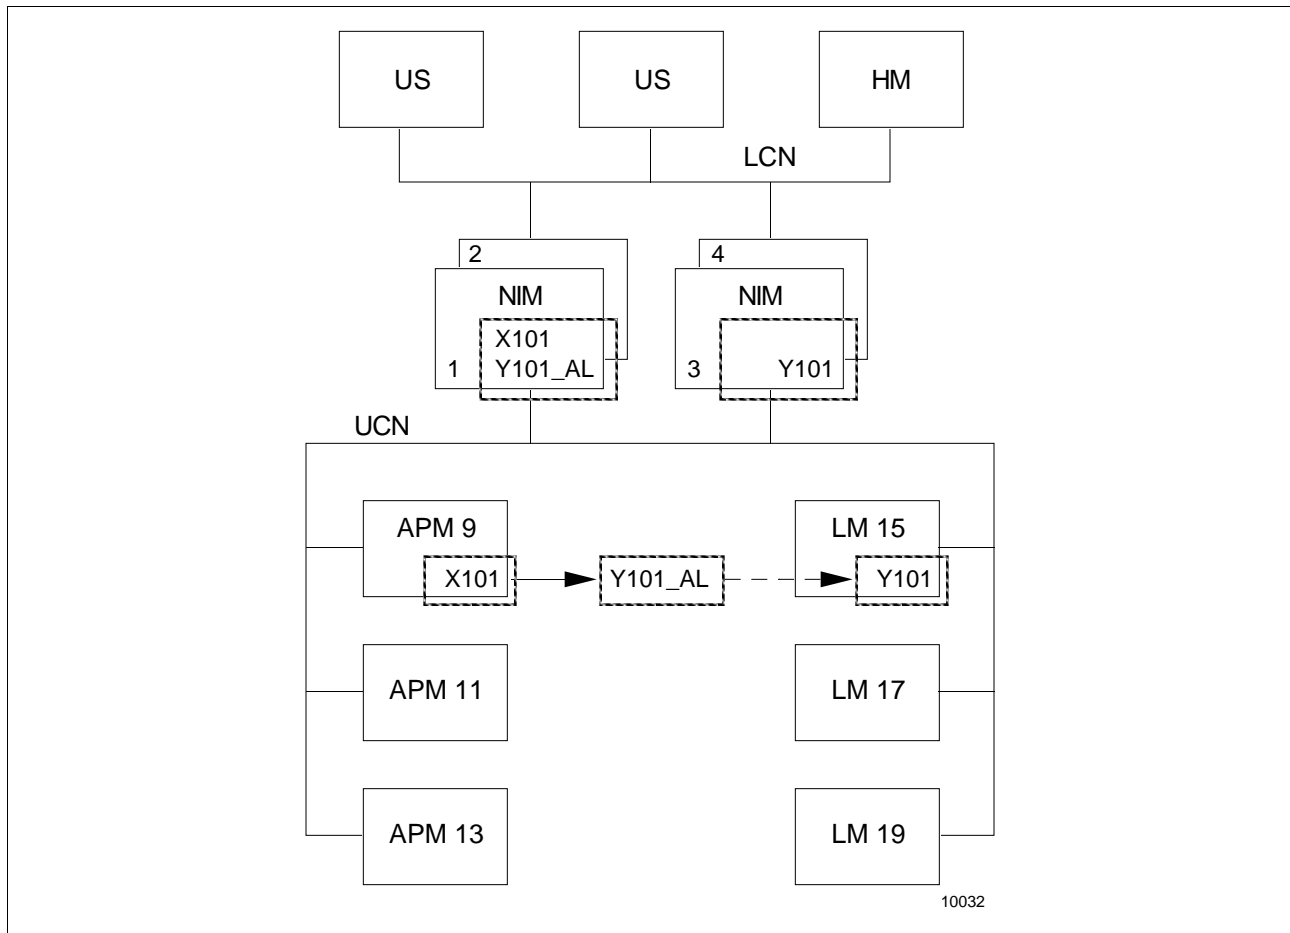 US
US
HM
LCN
2
4
NIM
NIM
X101
1
Y101_AL
3
Y101
UCN
APM 9
LM 15
X101
Y101_AL
Y101
APM 11
LM 17
APM 13
LM 19
10032